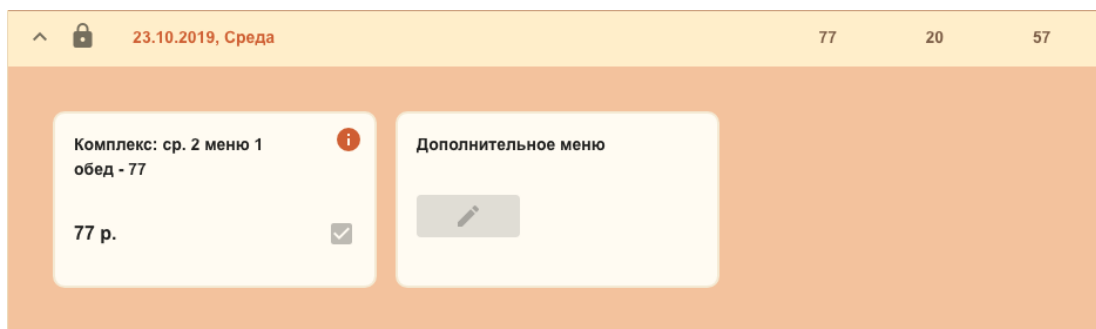 23.10.2019, Среда 77 20 57
Комплекс: ср. 2 меню 1
обед - 77
77 р.
Дополнительное меню